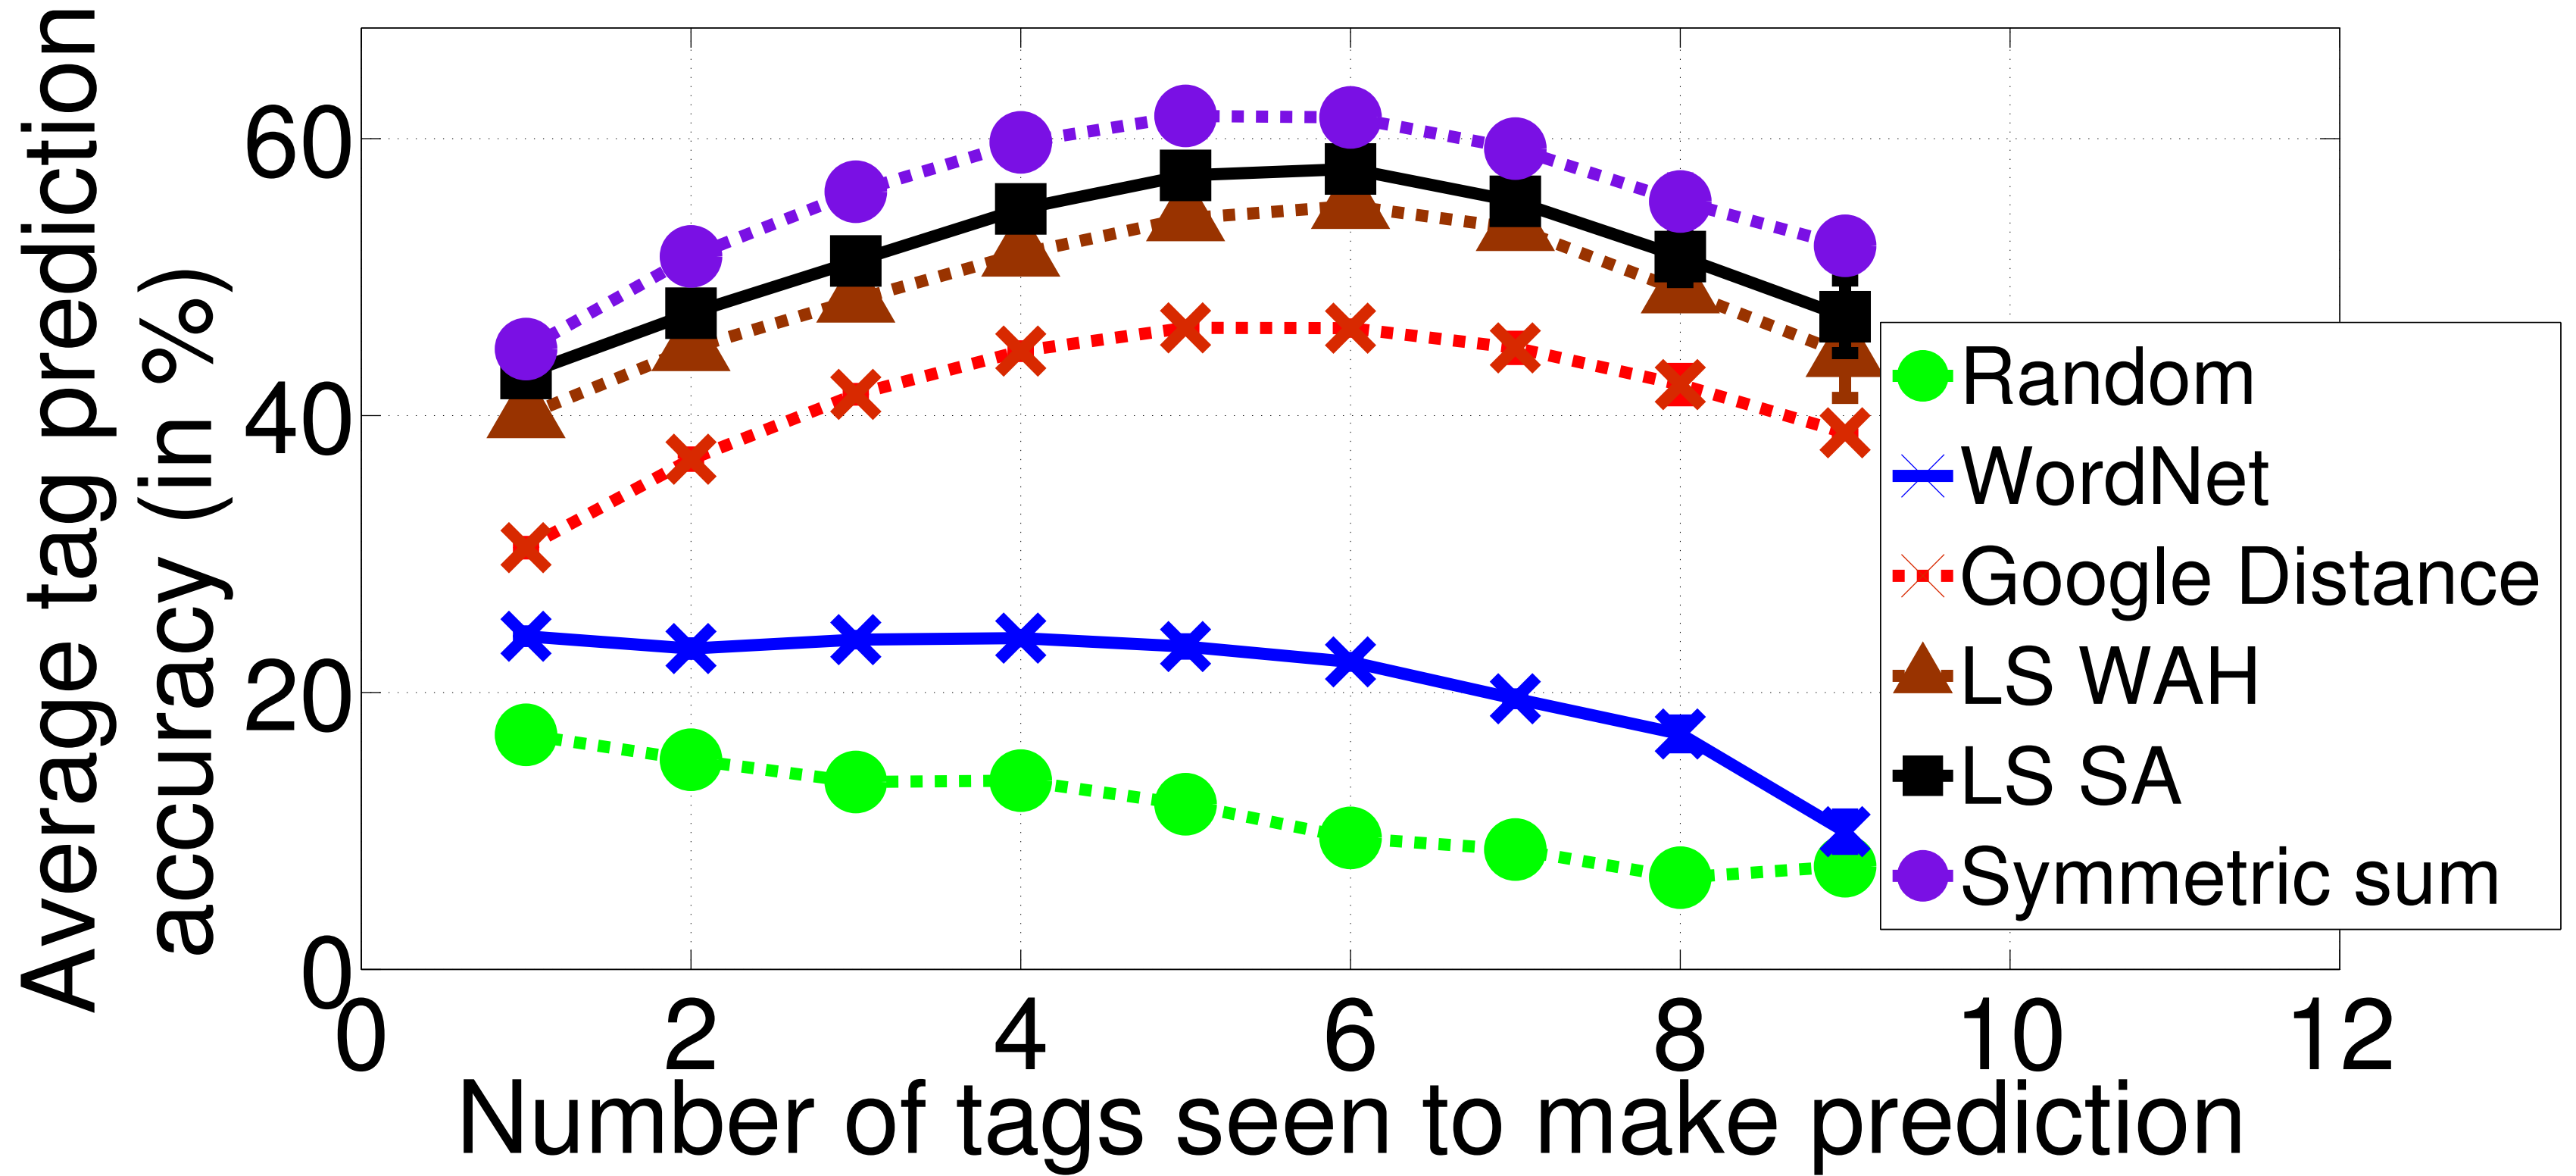 Average tag prediction
accuracy (in %)
60
40
20
0
0 2 4 6 8 10 12
Number of tags seen to make prediction
Random
WordNet
Google Distance
LS WAH
LS SA
Symmetric sum